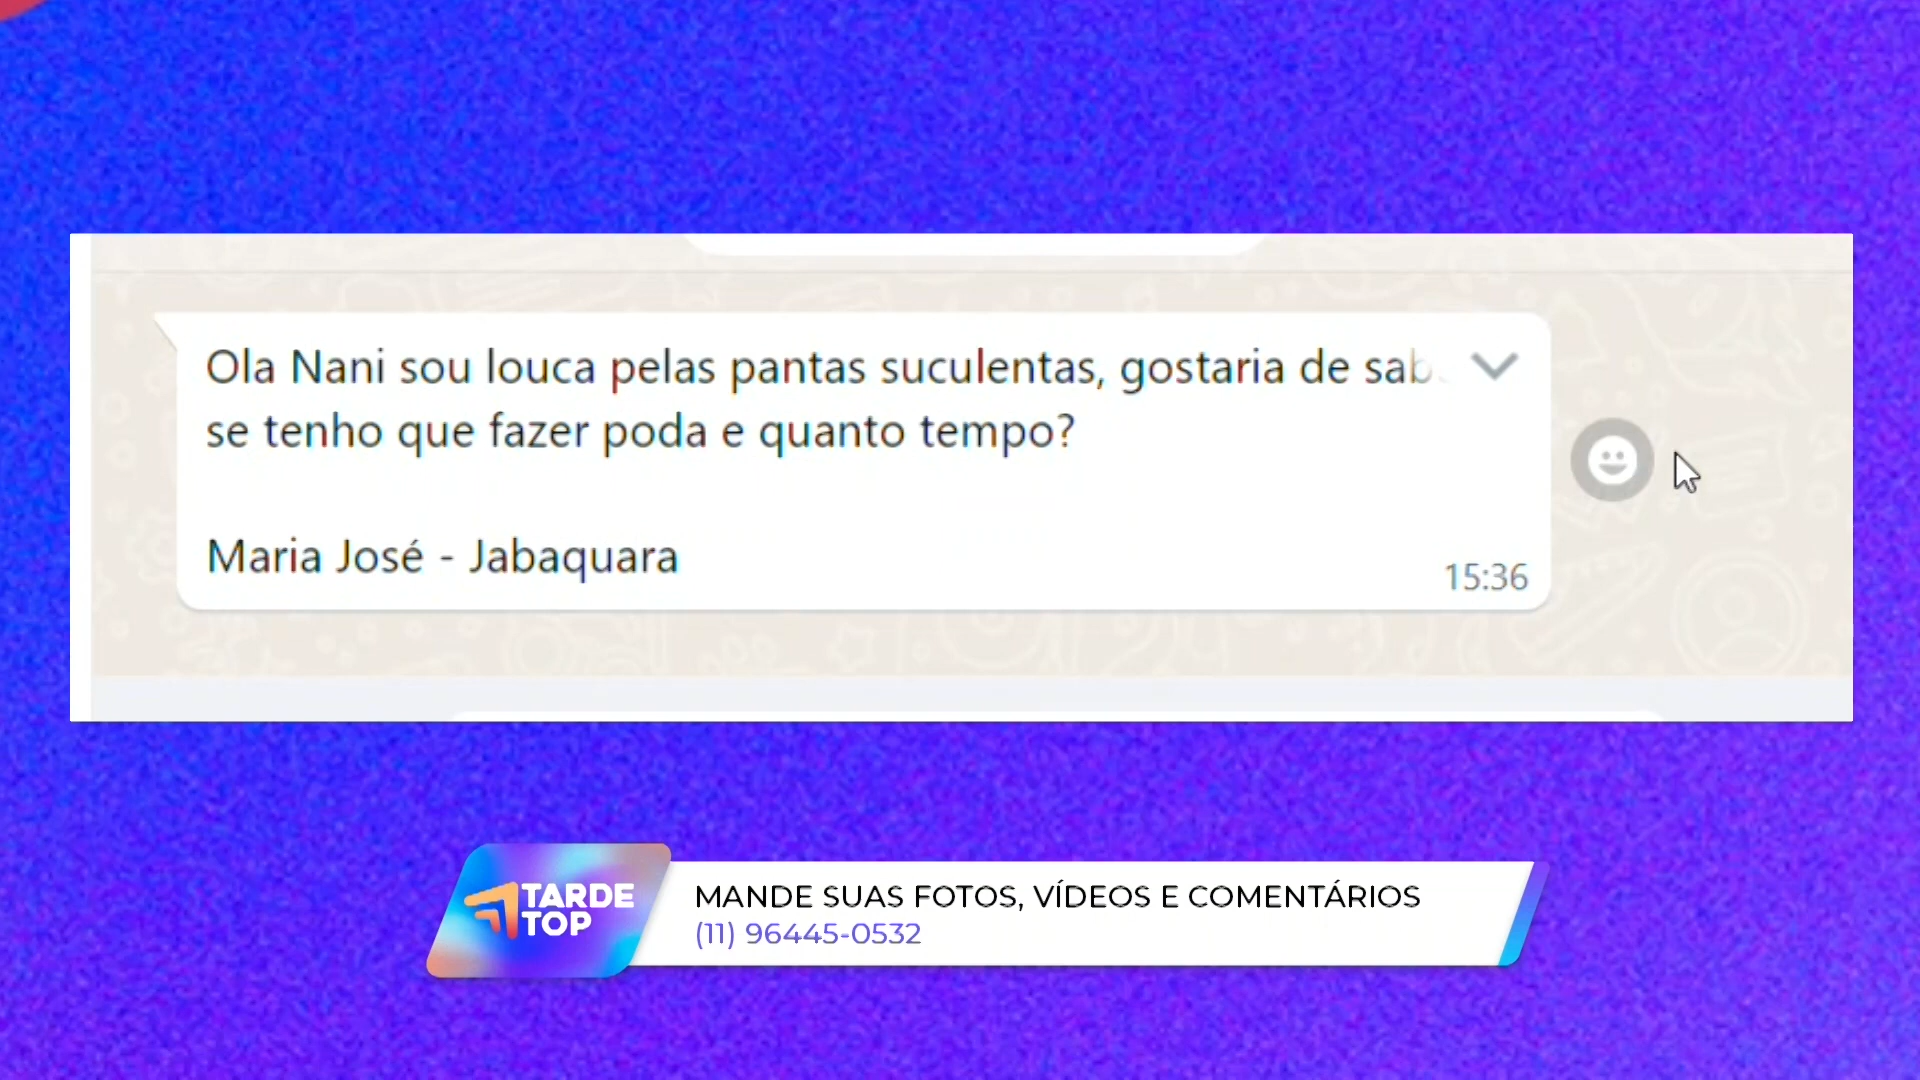 Ola Nani sou louca pelas pantas suculentas, gostaria de sab
se tenho que fazer poda e quanto tempo?
Maria José - Jabaquara
15:36
TARDE
TOP
MANDE SUAS FOTOS, VÍDEOS E COMENTÁRIOS
(11) 96445-0532